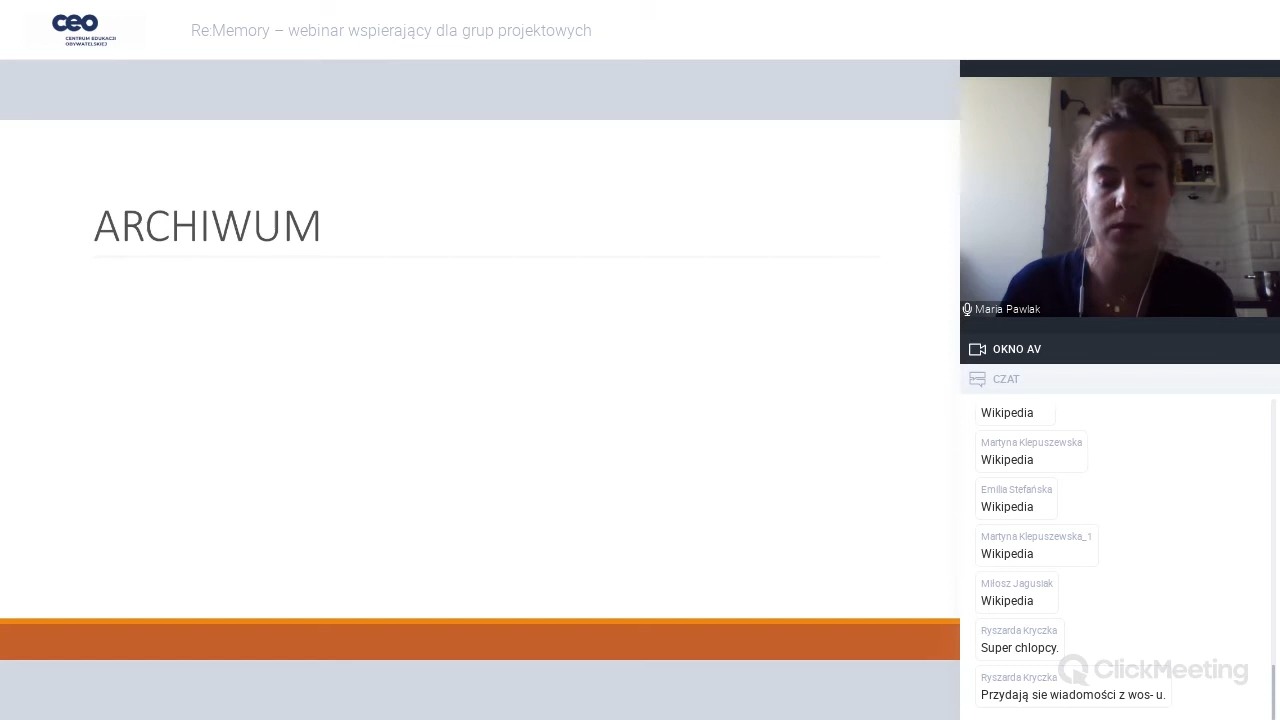 ceo
CENTRUM EDUKACJI
OBYWATELSKIEJ
Re:Memory – webinar wspierający dla grup projektowych
ARCHIWUM
Maria Pawlak
OKNO AV
CZAT
Wikipedia
Martyna Klepuszewska
Wikipedia
Emilia Stefańska
Wikipedia
Martyna Klepuszewska_1
Wikipedia
Miłosz Jagusiak
Wikipedia
Ryszarda Kryczka
Super chlopcy.
Ryszarda Kryczka
Przydają sie wiadomości z wos- u.
ClickMeeting